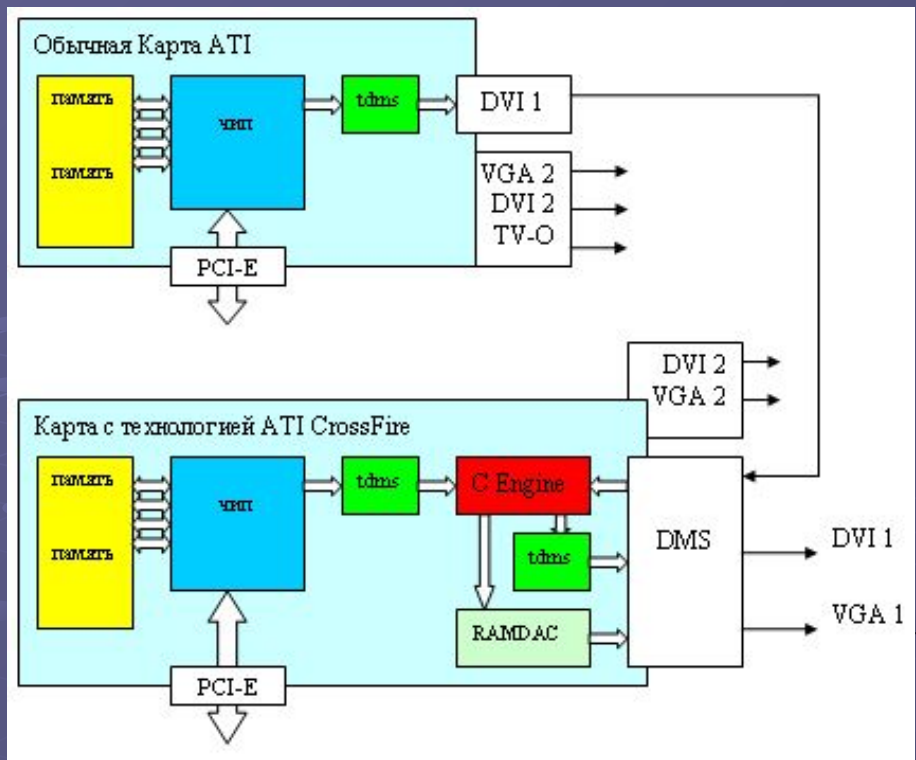 Обычная Карта ATI
память
память
чип
tdms
DVI 1
VGA 2
DVI 2
TV-O
PCI-E
DVI 2
VGA 2
Карта с технологией ATI CrossFire
память
память
чип
tdms
C Engine
tdms
RAMDAC
DMS
DVI 1
VGA 1
PCI-E